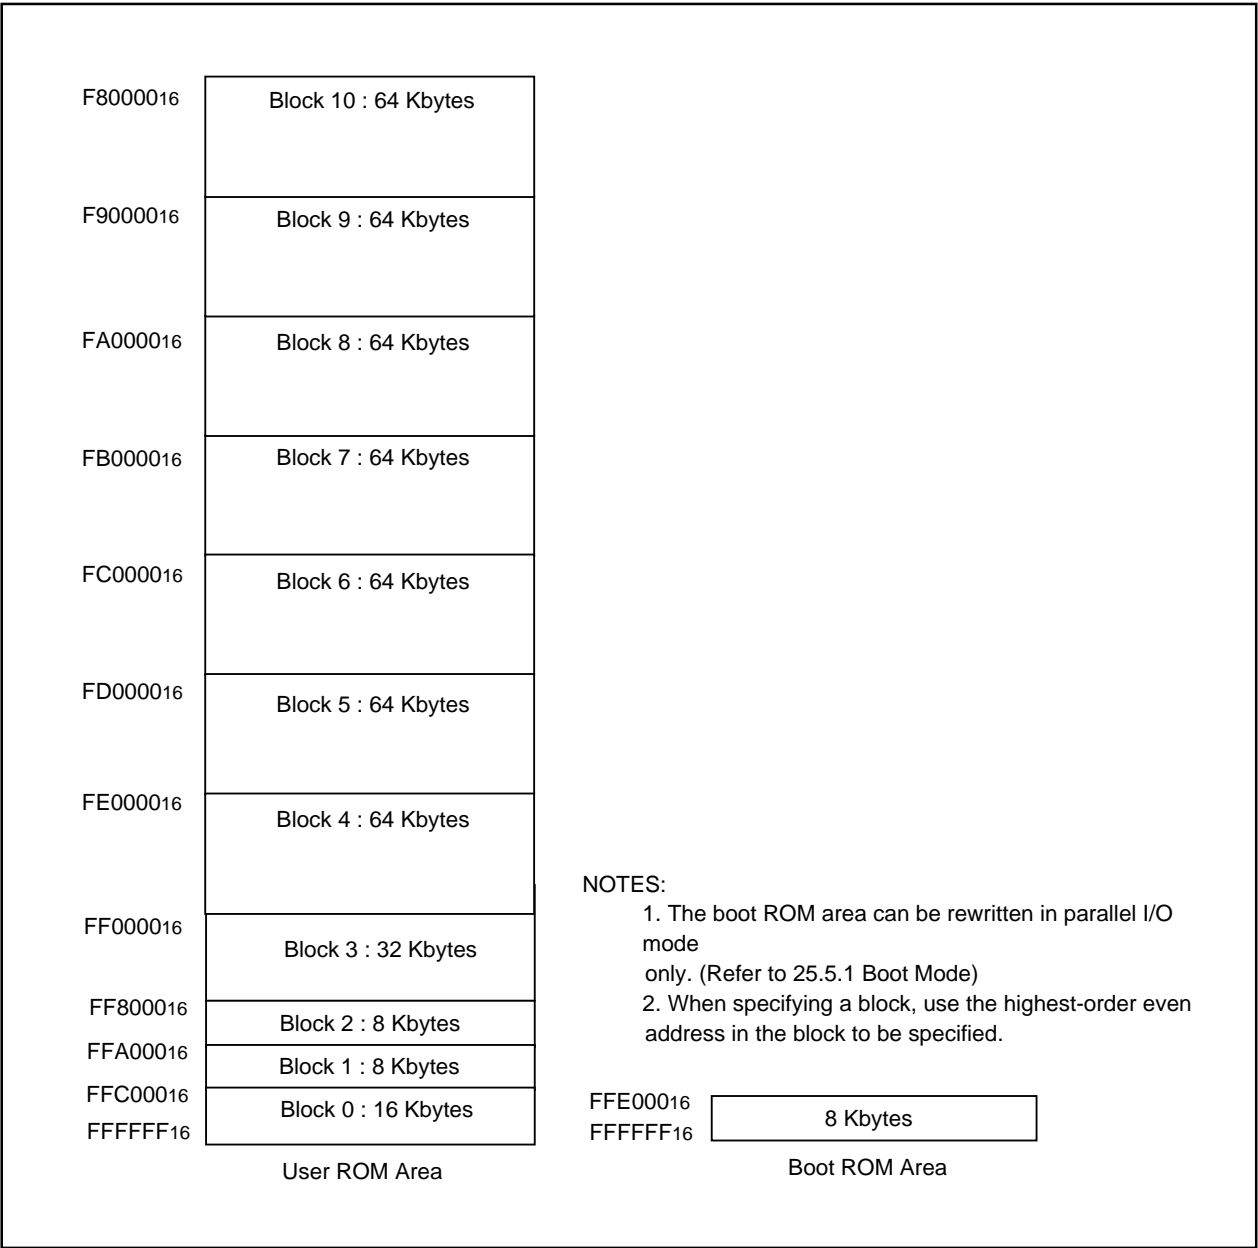 F8000016
Block 10 : 64 Kbytes
F9000016
Block 9 : 64 Kbytes
FA000016
Block 8 : 64 Kbytes
FB000016
Block 7 : 64 Kbytes
FC000016
Block 6 : 64 Kbytes
FD000016
Block 5 : 64 Kbytes
FE000016
Block 4 : 64 Kbytes
FF000016
Block 3 : 32 Kbytes
FF800016
Block 2 : 8 Kbytes
FFA00016
Block 1 : 8 Kbytes
FFC00016
Block 0 : 16 Kbytes
FFFFFF16
User ROM Area
NOTES:
1. The boot ROM area can be rewritten in parallel I/O
mode
only. (Refer to 25.5.1 Boot Mode)
2. When specifying a block, use the highest-order even
address in the block to be specified.
FFE00016
8 Kbytes
FFFFFF16
Boot ROM Area